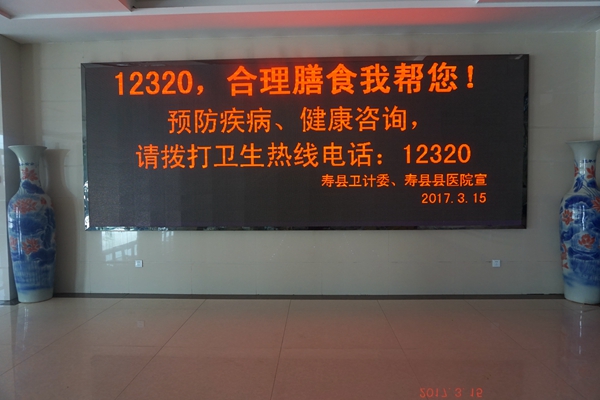 12320，合理膳食我帮您！
预防疾病、健康咨询，
请拨打卫生热线电话：12320
寿县卫计委、寿县县医院宣
2017.3.15
2017.3.15